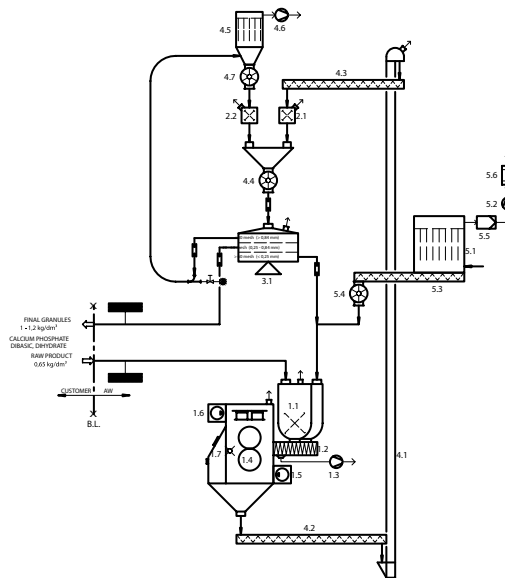 4.5
4.6
4.7
4.3
2.2
2.1
4.4
5.6
5.2
5.5
5.1
3.1
5.4
5.3
FINAL GRANULES
1 - 1,2 kg/dm³
CALCIUM PHOSPHATE
DIBASIC, DIHYDRATE
RAW PRODUCT
0,65 kg/dm³
CUSTOMER
AW
B.L.
1.1
1.6
1.2
1.7
1.4
1.5
1.3
4.1
4.2